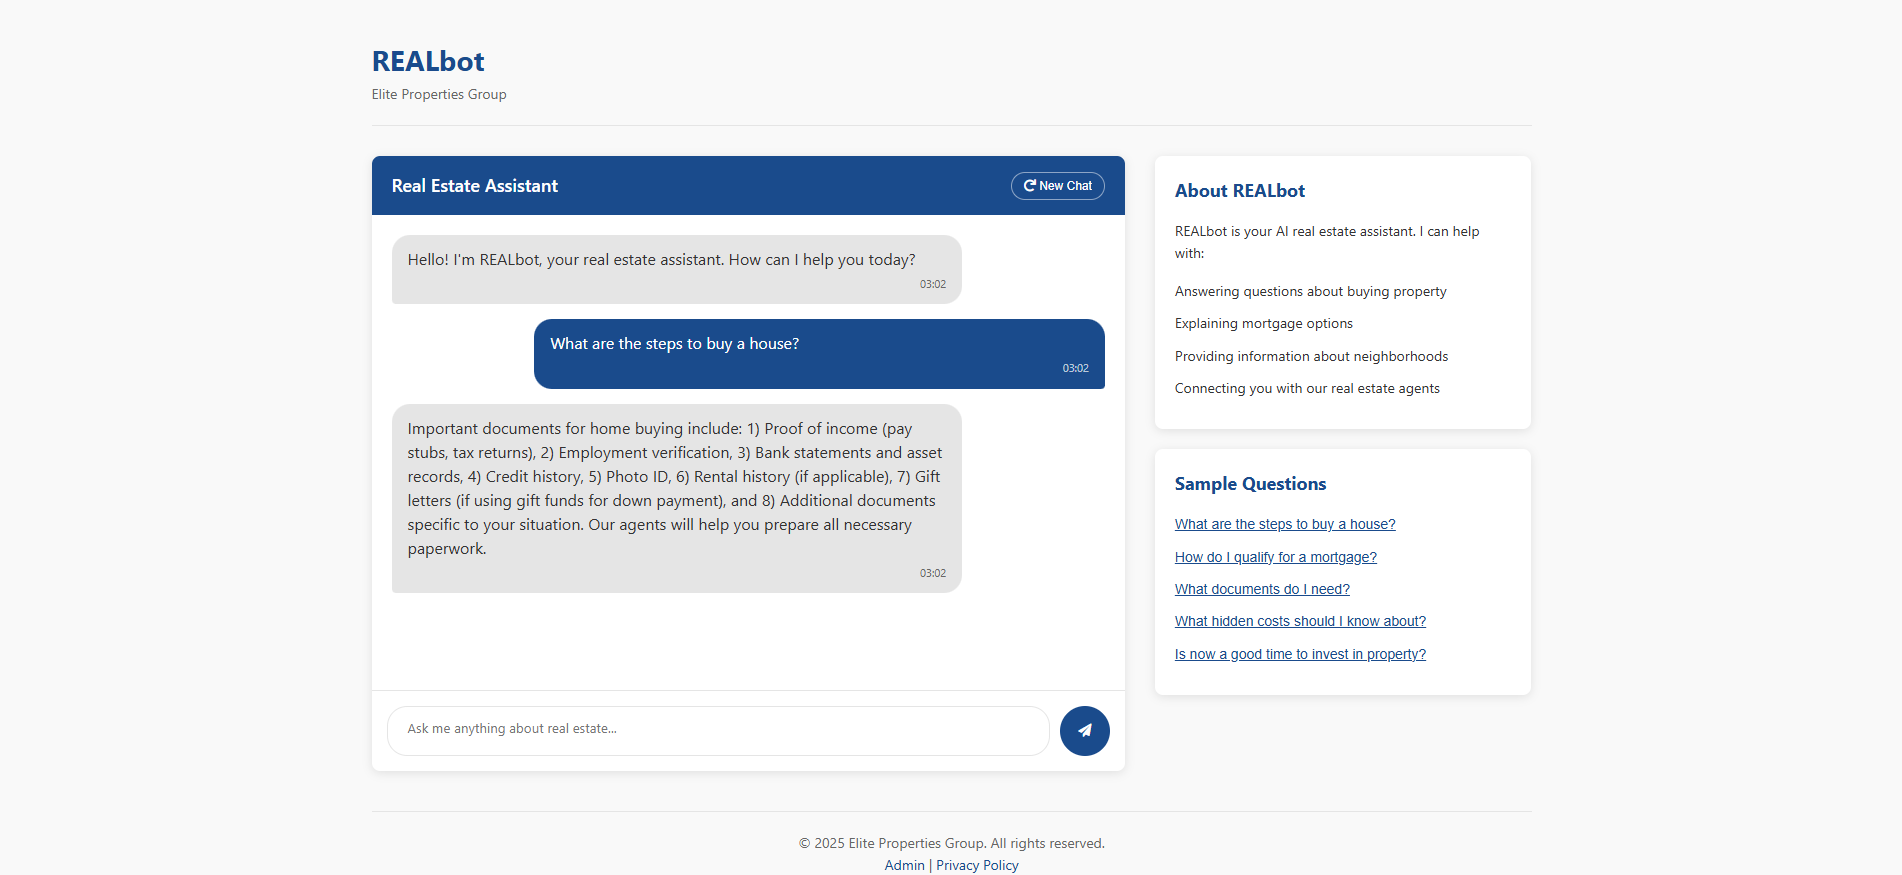 REALbot
Elite Properties Group
Real Estate Assistant
New Chat
Hello! I'm REALbot, your real estate assistant. How can I help you today?
03:02
What are the steps to buy a house?
03:02
Important documents for home buying include: 1) Proof of income (pay
stubs, tax returns), 2) Employment verification, 3) Bank statements and asset
records, 4) Credit history, 5) Photo ID, 6) Rental history (if applicable), 7) Gift
letters (if using gift funds for down payment), and 8) Additional documents
specific to your situation. Our agents will help you prepare all necessary
paperwork.
03:02
Ask me anything about real estate...
About REALbot
REALbot is your AI real estate assistant. I can help
with:
Answering questions about buying property
Explaining mortgage options
Providing information about neighborhoods
Connecting you with our real estate agents
Sample Questions
What are the steps to buy a house?
How do I qualify for a mortgage?
What documents do I need?
What hidden costs should I know about?
Is now a good time to invest in property?
© 2025 Elite Properties Group. All rights reserved.
Admin | Privacy Policy